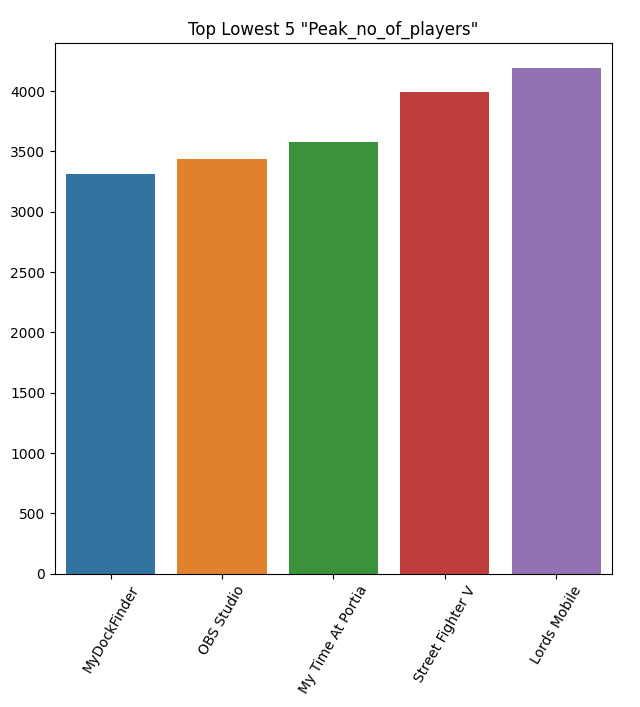 Top Lowest 5 "Peak_no_of_players"
4000
3500
3000
2500
2000
1500
1000
500
0
MyDockFinder
OBS Studio
My Time At Portia
Street Fighter V
Lords Mobile